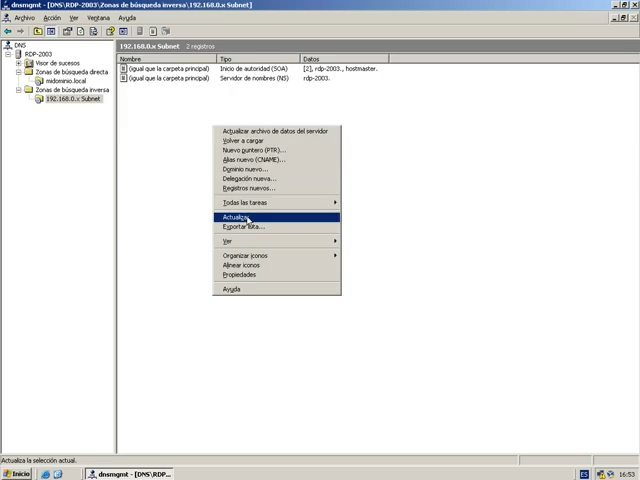 dnsmgmt - [DNS\RDP-2003\Zonas de búsqueda inversa\192.168.0.x Subnet]
Archivo Acción Ver Ventana Ayuda
DNS
RDP-2003
Visor de sucesos
Zonas de búsqueda directa
midominio.local
Zonas de búsqueda inversa
192.168.0.x Subnet
192.168.0.x Subnet 2 registros
Nombre Tipo Datos
(igual que la carpeta principal) Inicio de autoridad (SOA) [2], rdp-2003., hostmaster.
(igual que la carpeta principal) Servidor de nombres (NS) rdp-2003.
Actualizar archivo de datos del servidor
Volver a cargar
Nuevo puntero (PTR)...
Alias nuevo (CNAME)...
Dominio nuevo...
Delegación nueva...
Registros nuevos...
Todas las tareas
Actualizar
Exportar lista...
Ver
Organizar iconos
Alinear iconos
Propiedades
Ayuda
Actualiza la selección actual.
Inicio dnsmgmt - [DNS\RDP... ES 16:53